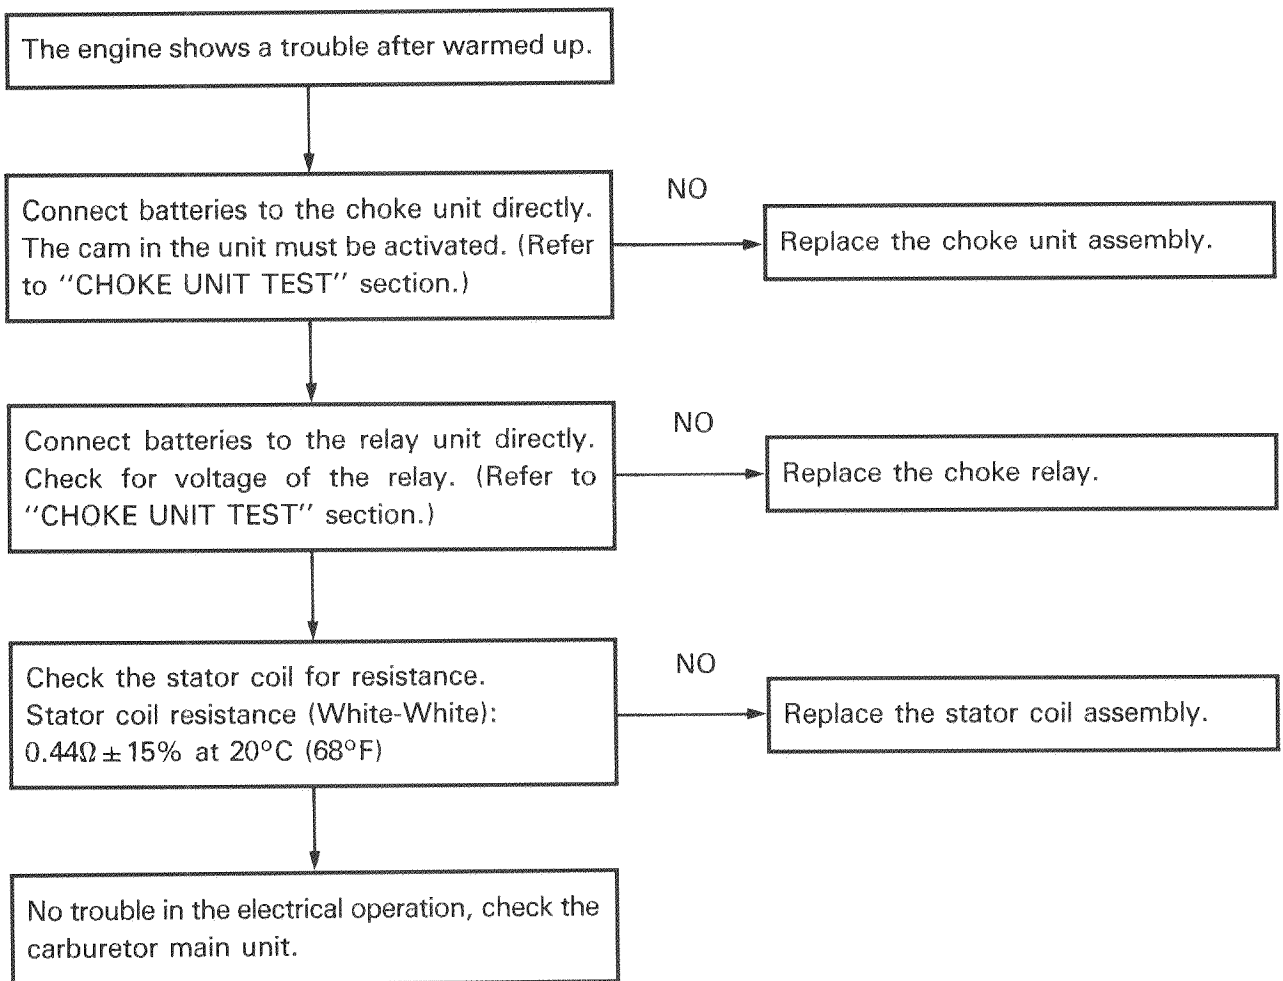 The engine shows a trouble after warmed up.
Connect batteries to the choke unit directly.
The cam in the unit must be activated. (Refer
to "CHOKE UNIT TEST" section.)
NO
Replace the choke unit assembly.
Connect batteries to the relay unit directly.
Check for voltage of the relay. (Refer to
"CHOKE UNIT TEST" section.)
NO
Replace the choke relay.
Check the stator coil for resistance.
Stator coil resistance (White-White):
0.44Ω ± 15% at 20°C (68°F)
NO
Replace the stator coil assembly.
No trouble in the electrical operation, check the
carburetor main unit.